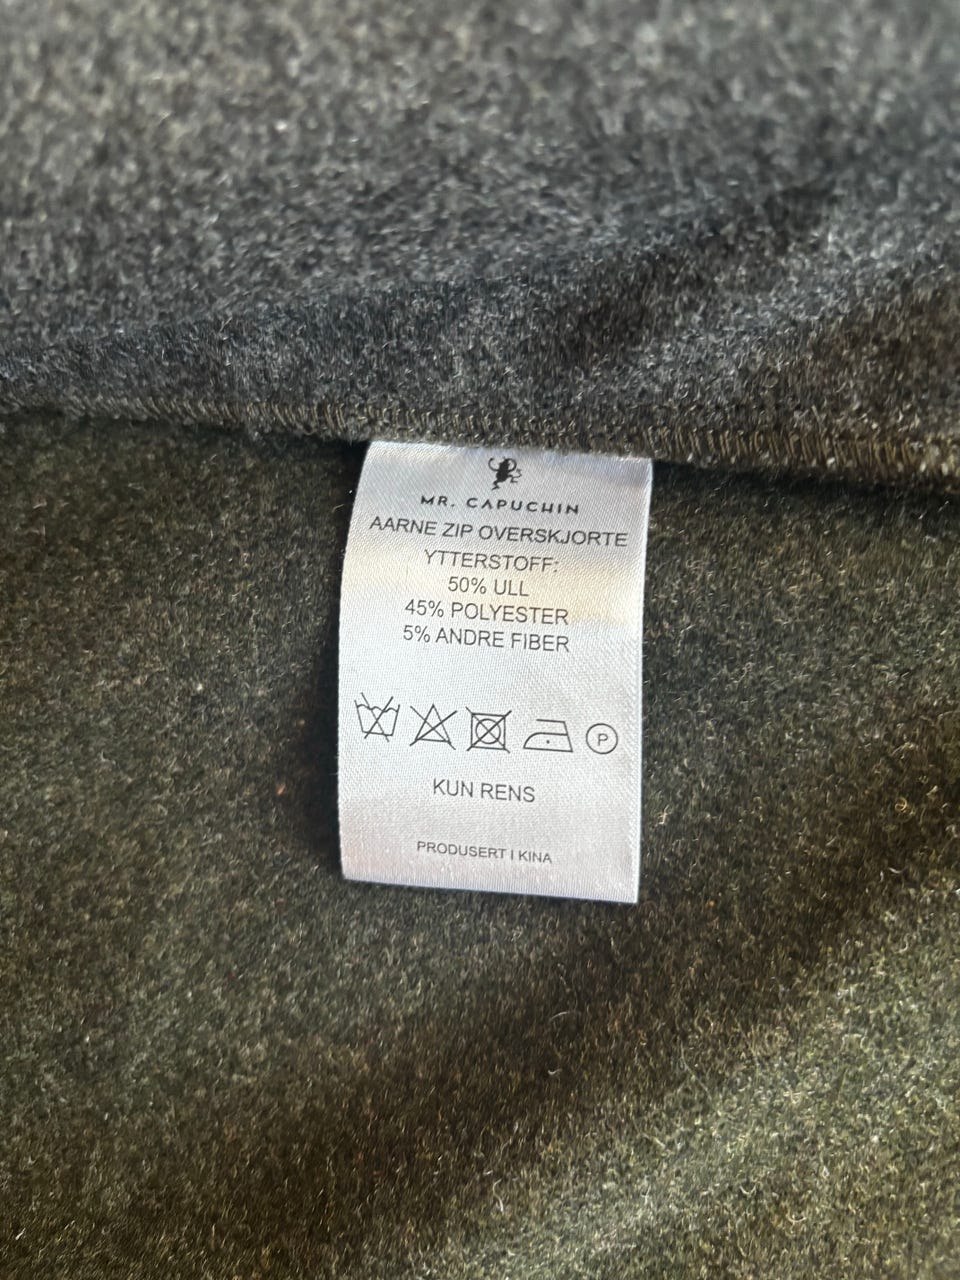 MR. CAPUCHIN
AARNE ZIP OVERSKJORTE
YTTERSTOFF:
50% ULL
45% POLYESTER
5% ANDRE FIBER
P
KUN RENS
PRODUSERT I KINA